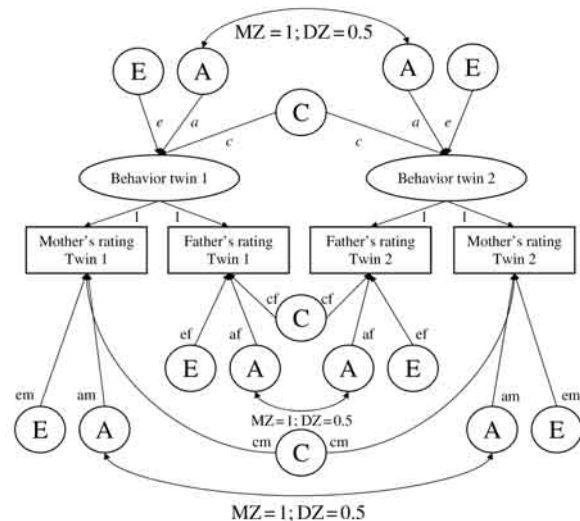 MZ=1; DZ=0.5
E A A E
C
e a a e
c c
Behavior twin 1 Behavior twin 2
1 1 1 1
Mother's rating Twin 1
Father's rating Twin 1
Father's rating Twin 2
Mother's rating Twin 2
cf C cf
ef af af ef
E A A E
em am am em
MZ=1; DZ=0.5
E A cm C cm A E
MZ=1; DZ=0.5